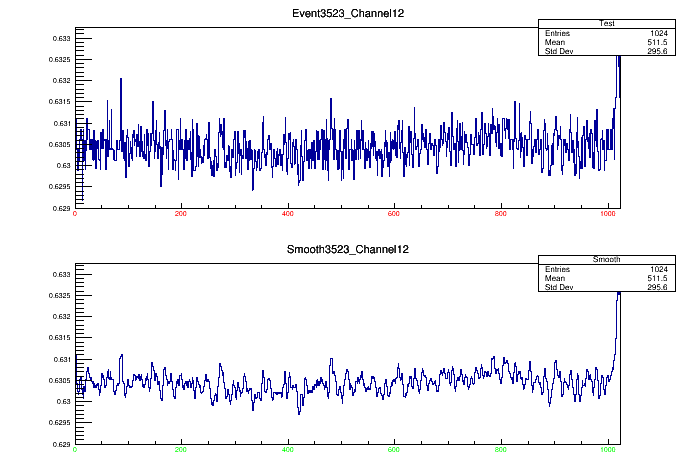 Event3523_Channel12
Test
Entries 1024
Mean 511.5
Std Dev 295.6
0.633
0.6325
0.632
0.6315
0.631
0.6305
0.63
0.6295
0.629
0 200 400 600 800 1000
Smooth3523_Channel12
Smooth
Entries 1024
Mean 511.5
Std Dev 295.6
0.633
0.6325
0.632
0.6315
0.631
0.6305
0.63
0.6295
0.629
0 200 400 600 800 1000